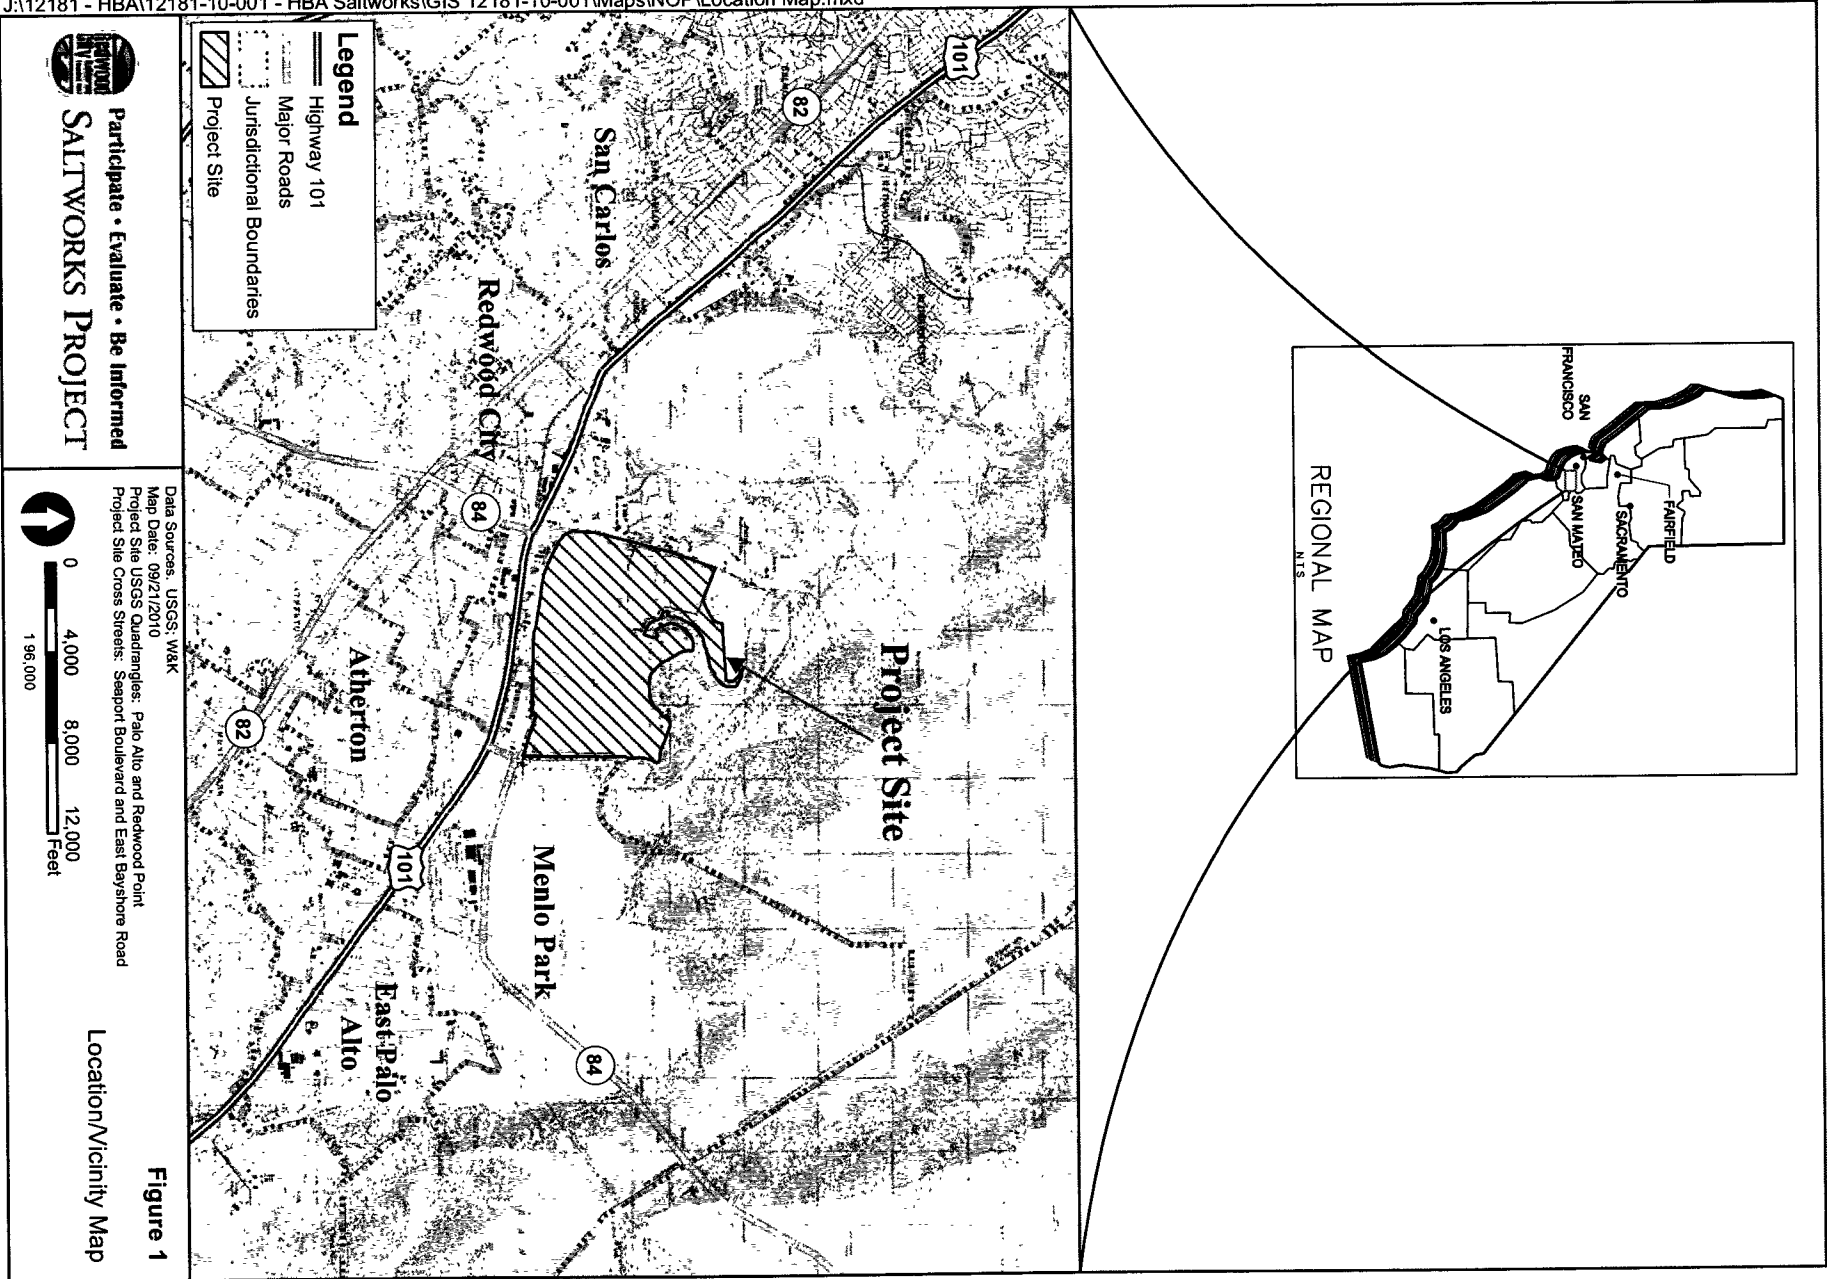 J:\12181 - HBA\12181-10-001 - HBA Saltworks\GIS 12181-10-001\Maps\NOP\Location Map.mxd
REGIONAL MAP
N T S
SAN
FRANCISCO
FAIRFIELD
SACRAMENTO
SAN MATEO
LOS ANGELES
101
82
San Carlos
Redwood City
84
Project Site
Atherton
82
Menlo Park
101
East Palo
Alto
84
Legend
Highway 101
Major Roads
Jurisdictional Boundaries
Project Site
Participate • Evaluate • Be Informed
SALTWORKS PROJECT
Data Sources. USGS; W&K
Map Date: 09/21/2010
Project Site USGS Quadrangles: Palo Alto and Redwood Point
Project Site Cross Streets: Seaport Boulevard and East Bayshore Road
0 4,000 8,000 12,000
Feet
1 96,000
Figure 1
Location/Vicinity Map